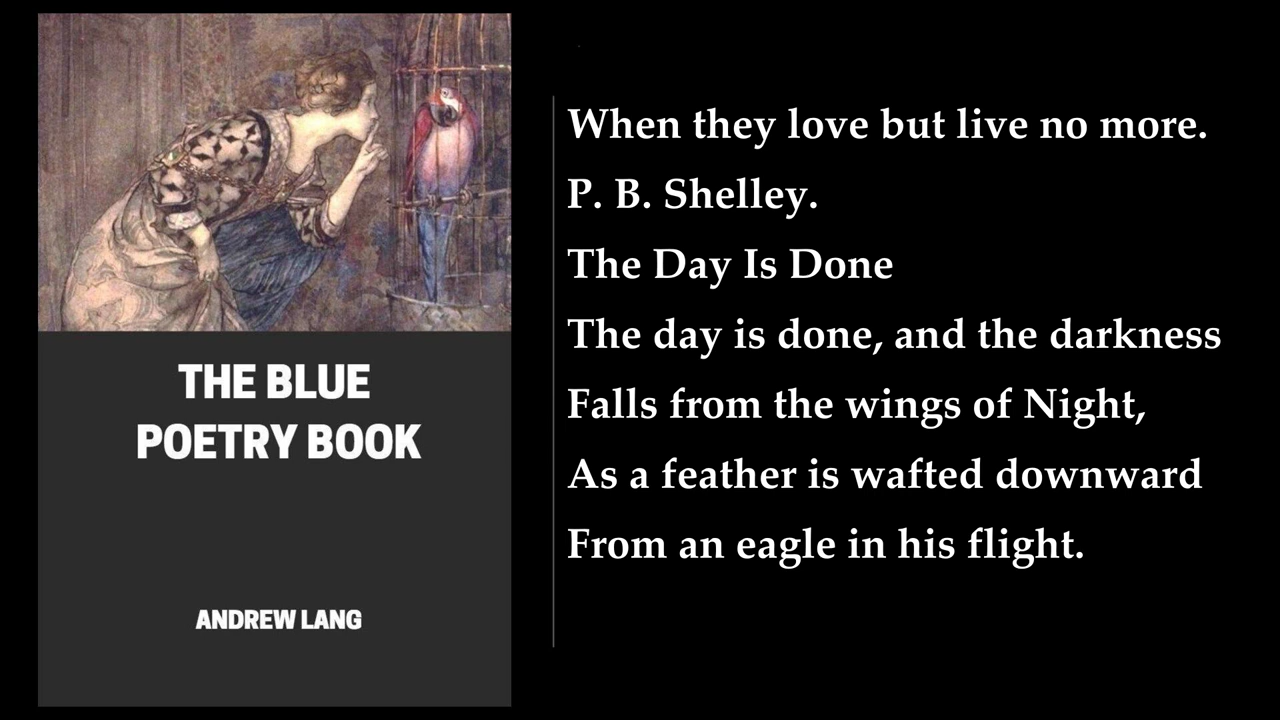 THE BLUE
POETRY BOOK
ANDREW LANG
When they love but live no more.
P. B. Shelley.
The Day Is Done
The day is done, and the darkness
Falls from the wings of Night,
As a feather is wafted downward
From an eagle in his flight.